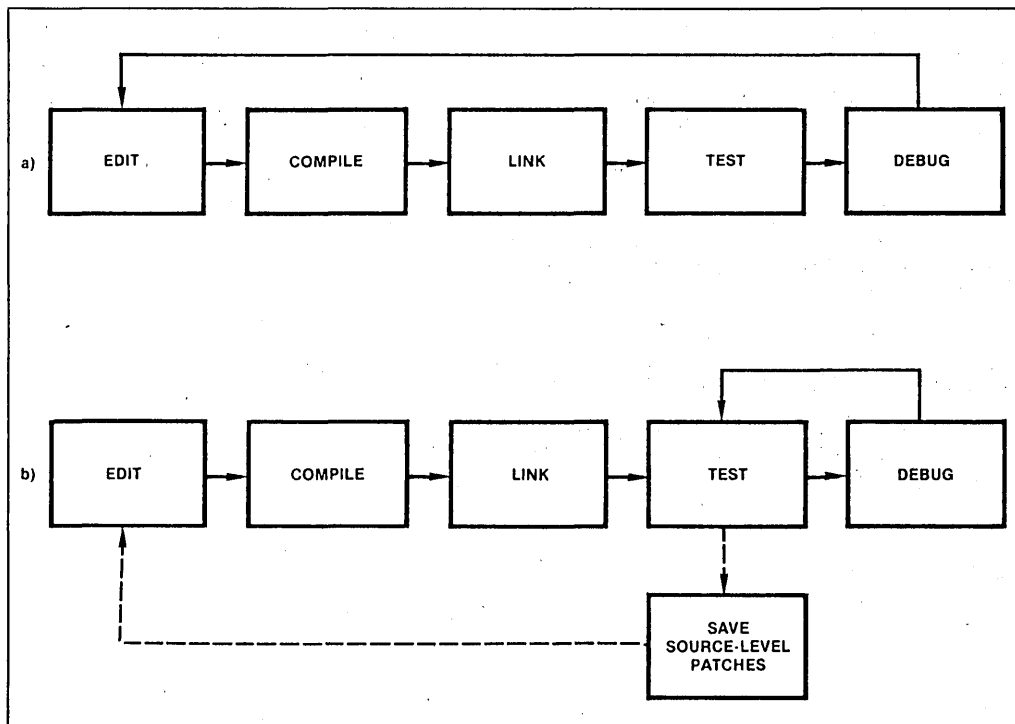 a)
EDIT
COMPILE
LINK
TEST
DEBUG
b)
EDIT
COMPILE
LINK
TEST
DEBUG
SAVE
SOURCE-LEVEL
PATCHES